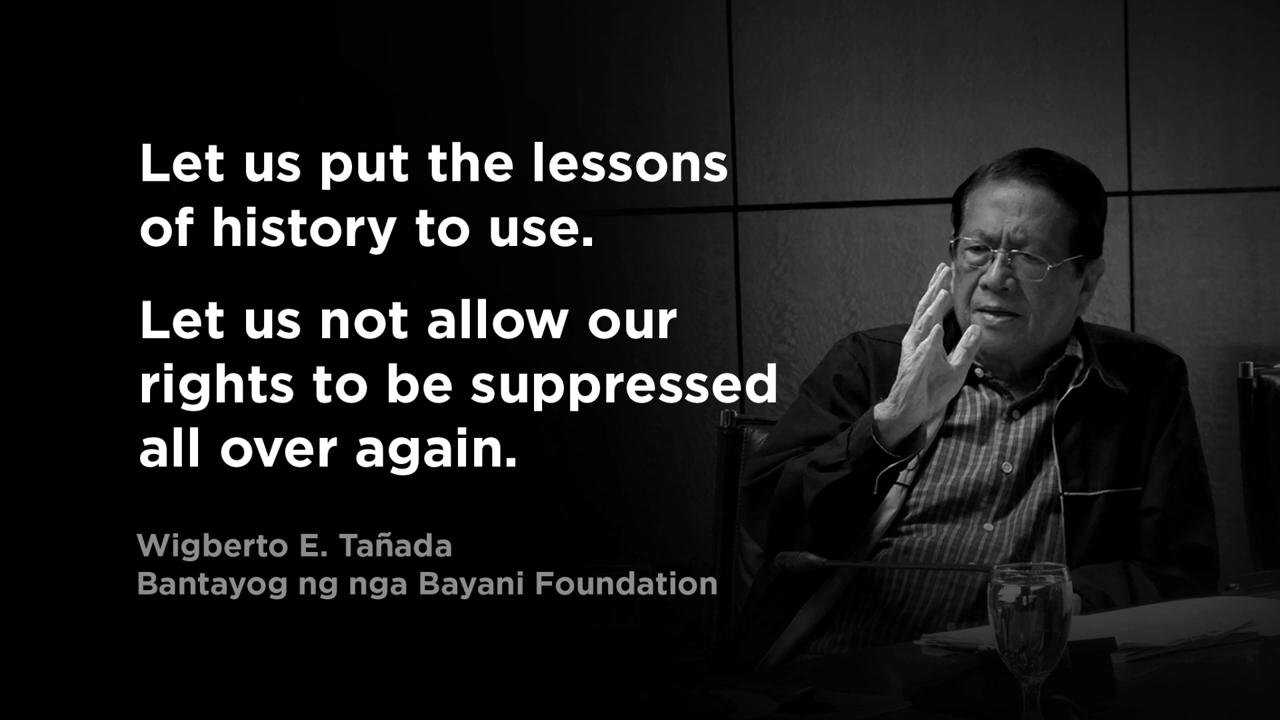 Let us put the lessons
of history to use.
Let us not allow our
rights to be suppressed
all over again.
Wigberto E. Tañada
Bantayog ng nga Bayani Foundation